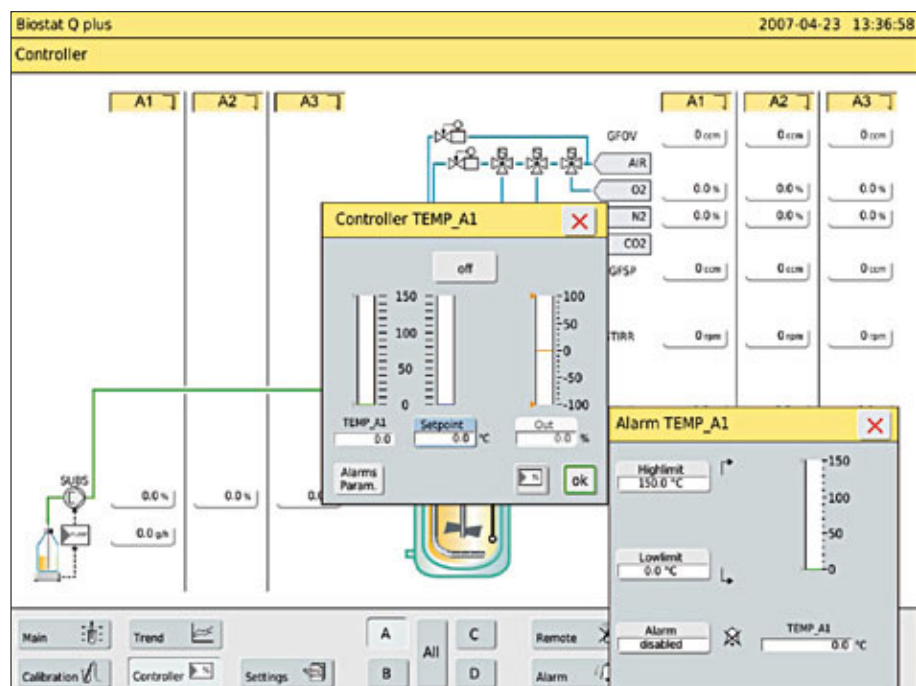 Biostat Q plus 2007-04-23 13:36:58
Controller
A1 A2 A3 A1 A2 A3
GFOV 0 ccm 0 ccm 0 ccm
AIR
O2 0.0 % 0.0 % 0.0 %
N2 0.0 % 0.0 % 0.0 %
CO2
GFSP 0 ccm 0 ccm 0 ccm
TIRR 0 rpm 0 rpm 0 rpm
Controller TEMP_A1
off
150 100
100 50
50 0
-50
0 -100
TEMP_A1 Setpoint Out
0.0 0.0 °C 0.0 %
Alarms
Param. % ok
SUBS
0.0 % 0.0 % 0.0
0.0 g/h
Alarm TEMP_A1
Highlimit
150.0 °C
150
100
50
0
Lowlimit
0.0 °C
Alarm
disabled
TEMP_A1
0.0 °C
Main Trend A All C Remote
Calibration Controller % Settings B D Alarm